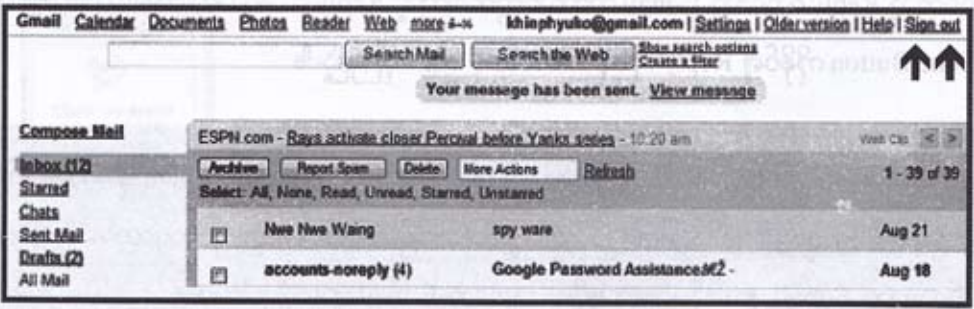 Gmail Calendar Documents Photos Reader Web more khinphyuko@gmail.com | Settings | Older version | Help | Sign out
Search Mail Search the Web Show search options
Create a filter
Your message has been sent. View message
Compose Mail
ESPN.com - Rays activate closer Percival before Yanks series - 10:20 am Web Clip < >
Inbox (12) Archive Report Spam Delete More Actions Refresh 1 - 39 of 39
Starred Select: All, None, Read, Unread, Starred, Unstarred
Chats
Sent Mail Nwe Nwe Waing spy ware Aug 21
Drafts (2)
All Mail accounts-noreply (4) Google Password Assistance‎ - Aug 18